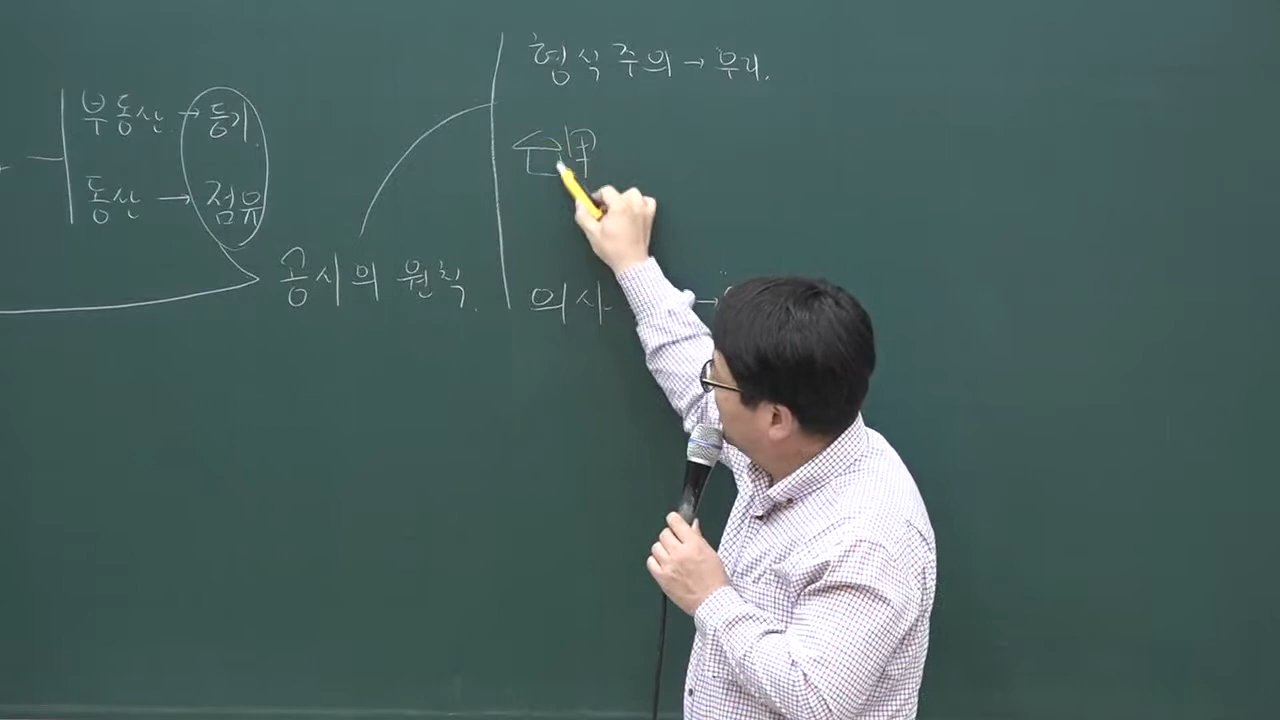 부동산 → 등기
동산 → 점유
공시의 원칙.
형식주의 → 우리.
甲
의사 →